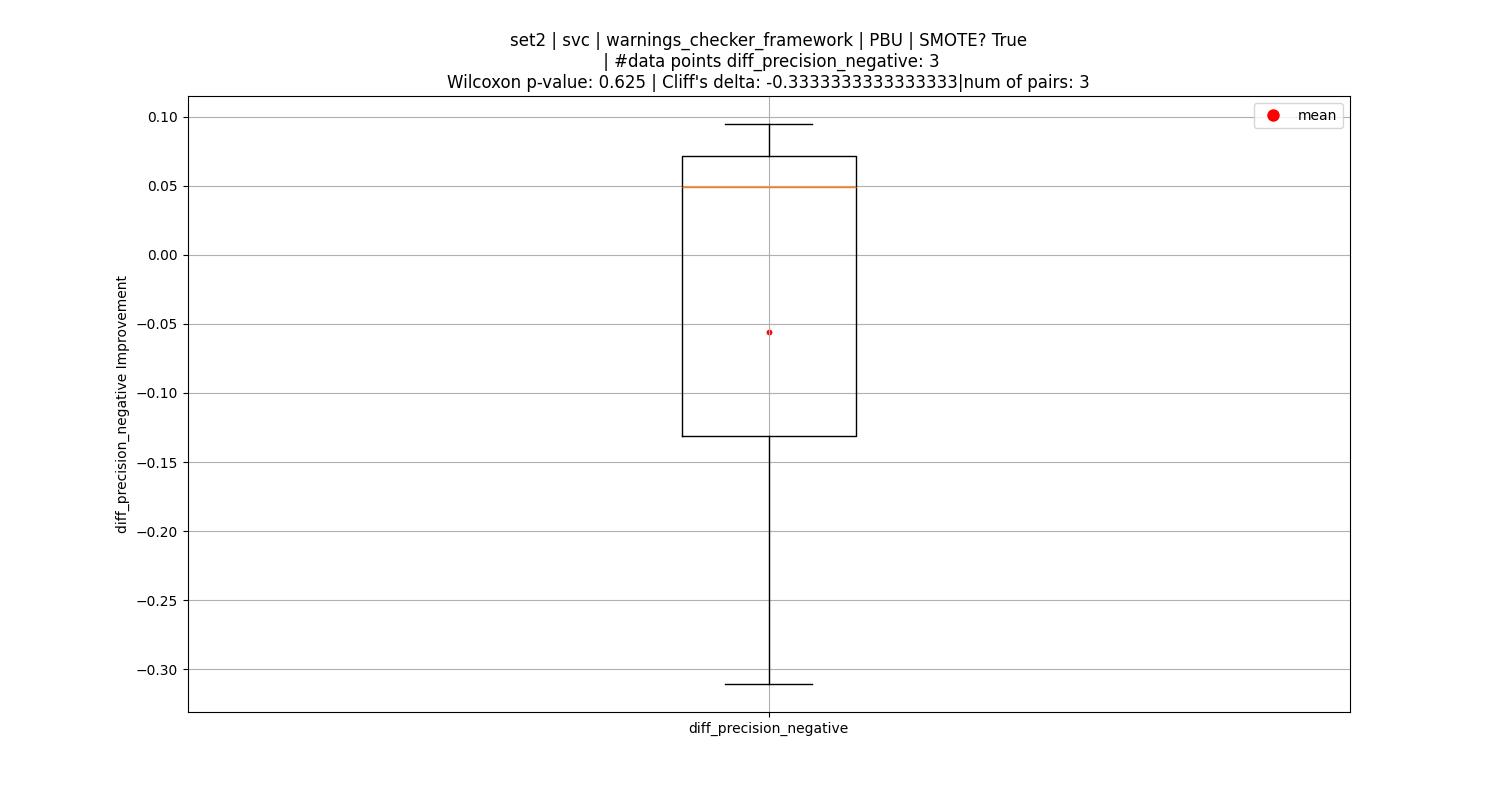 set2 | svc | warnings_checker_framework | PBU | SMOTE? True
| #data points diff_precision_negative: 3
Wilcoxon p-value: 0.625 | Cliff's delta: -0.3333333333333333|num of pairs: 3
mean
0.10
0.05
0.00
−0.05
−0.10
−0.15
−0.20
−0.25
−0.30
diff_precision_negative Improvement
diff_precision_negative